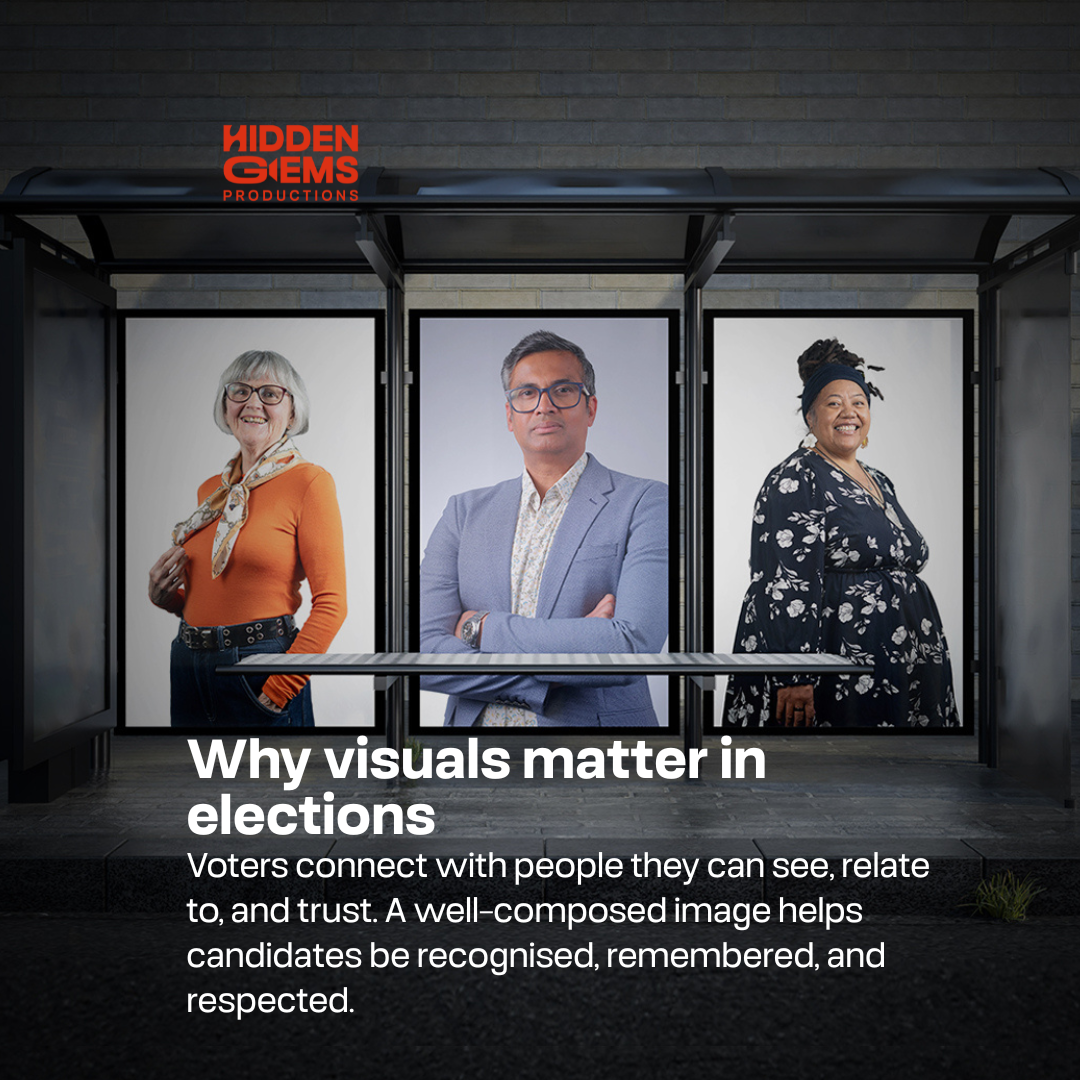 HIDDEN
GEMS
PRODUCTIONS
Why visuals matter in
elections
Voters connect with people they can see, relate
to, and trust. A well-composed image helps
candidates be recognised, remembered, and
respected.